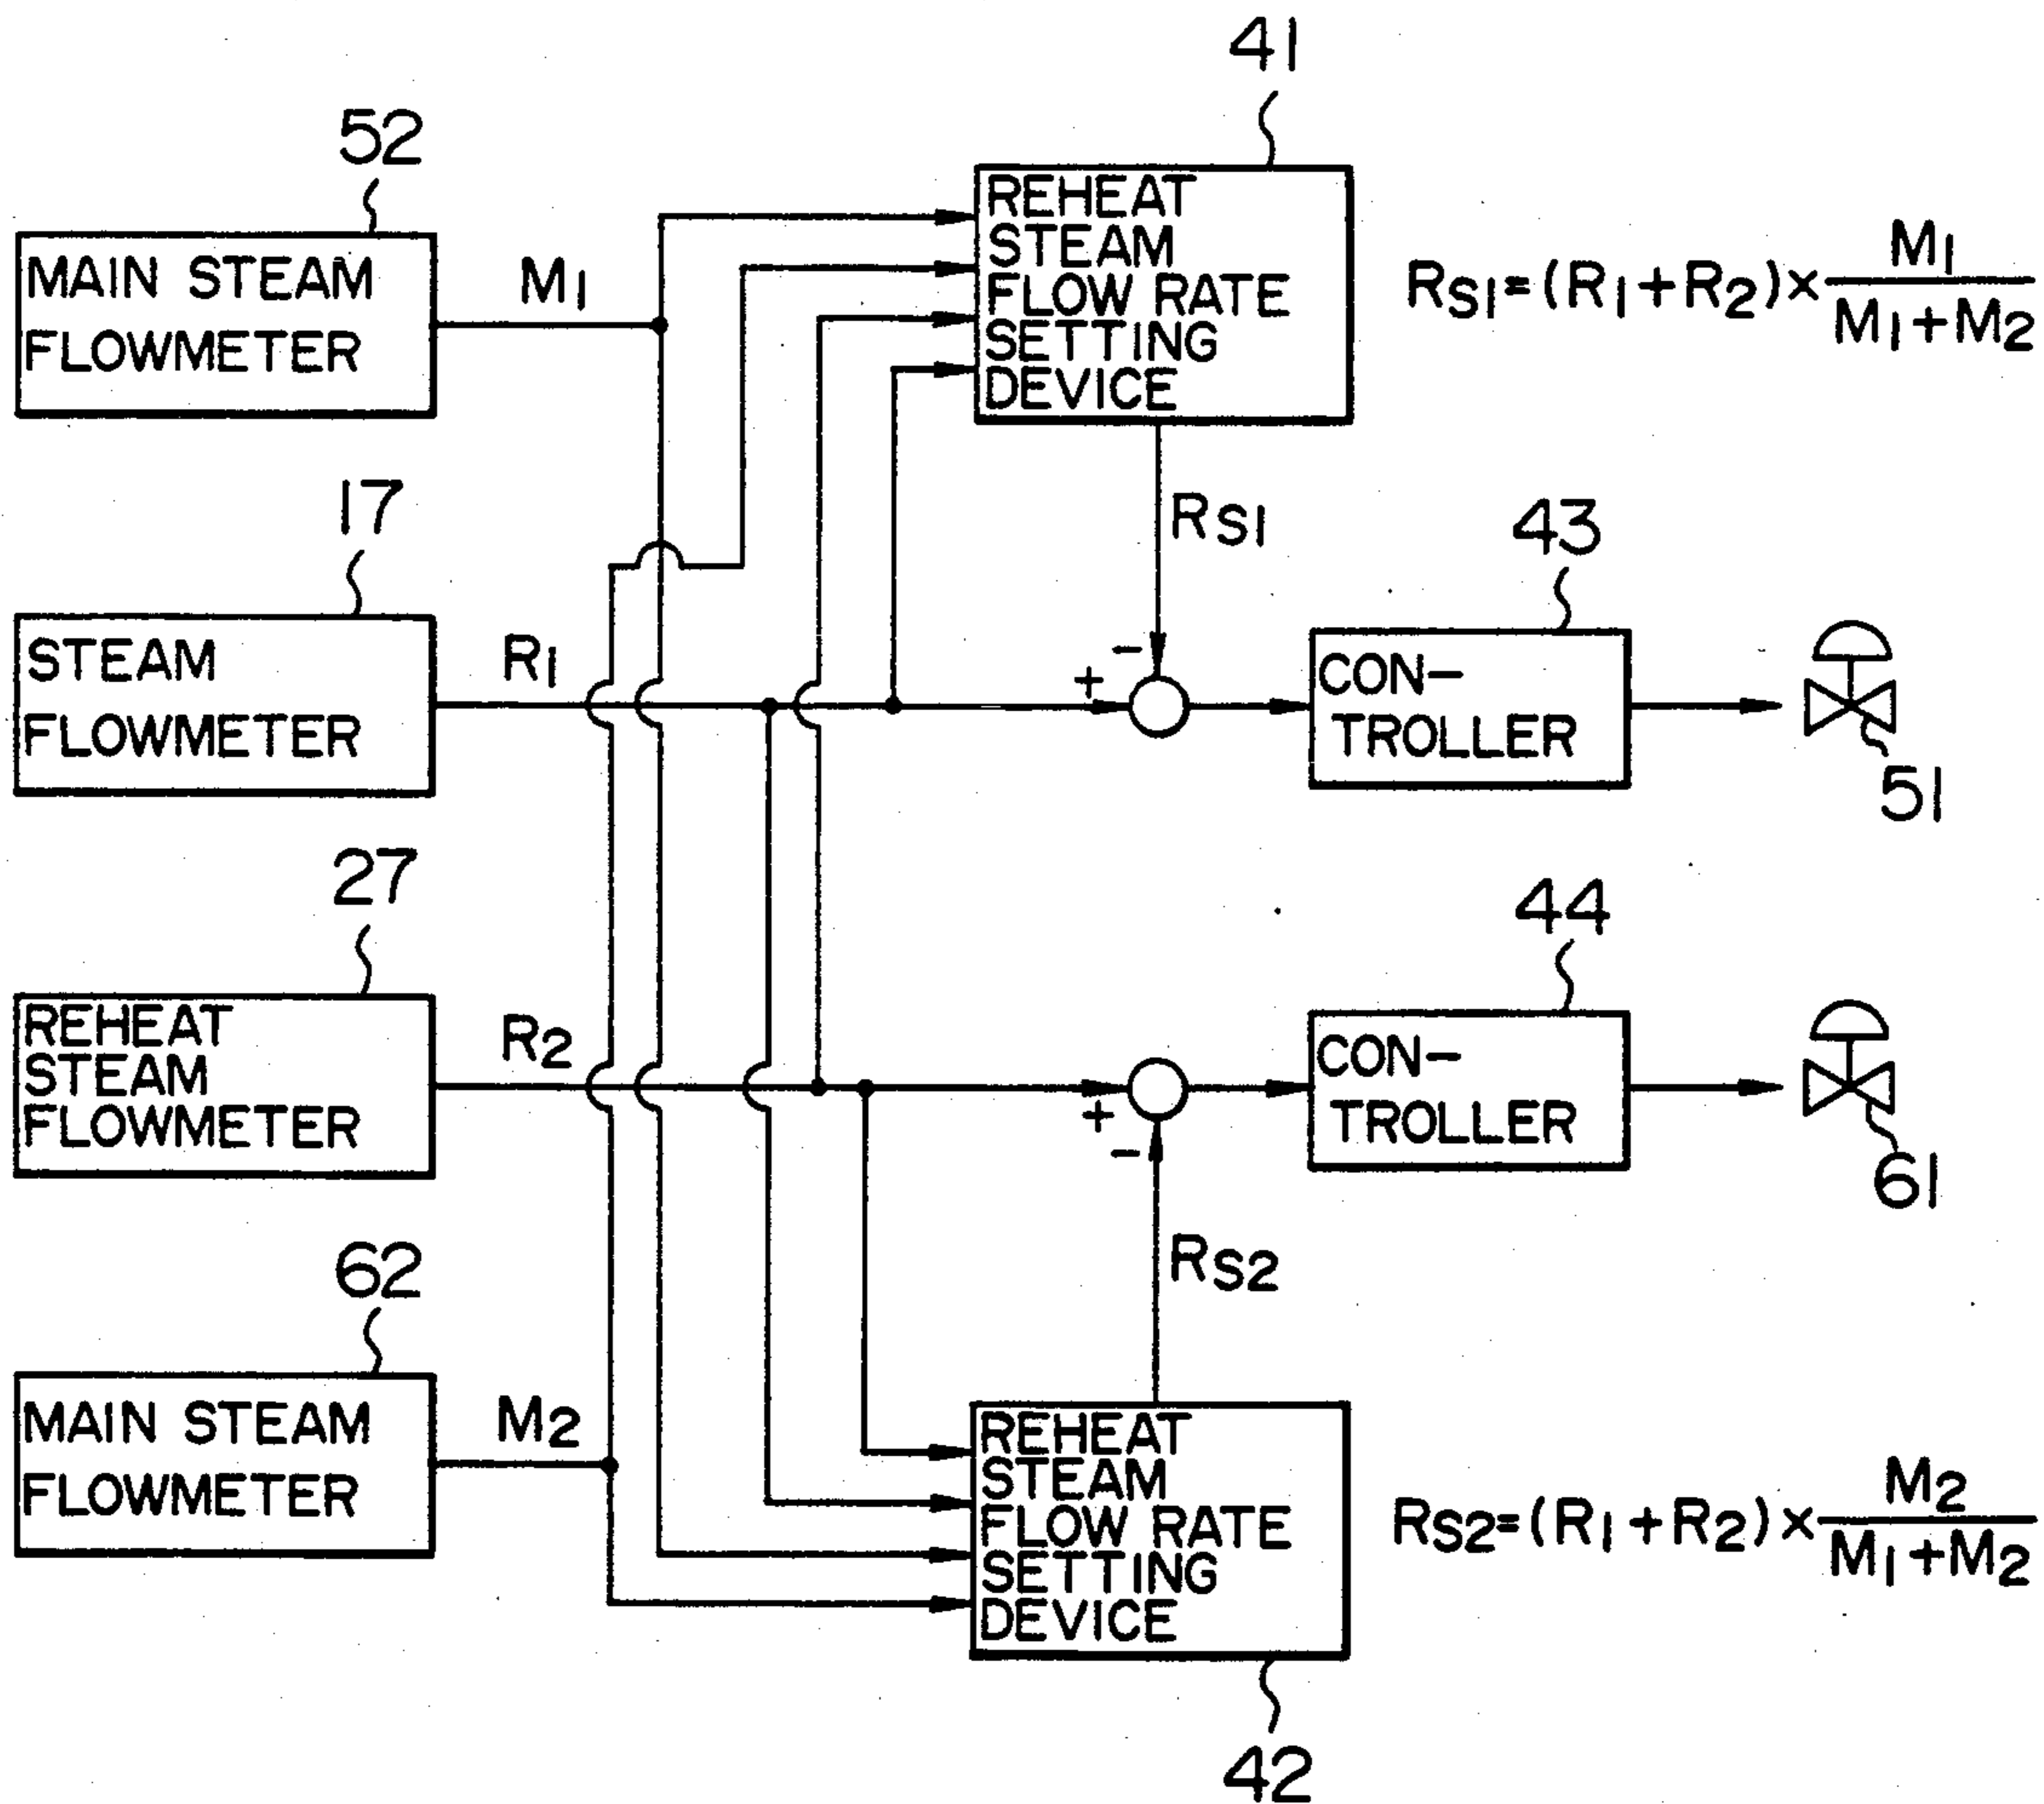 41
52
REHEAT
STEAM
FLOW RATE
SETTING
DEVICE
MAIN STEAM
FLOWMETER
M1
RS1=(R1+R2)×M1/M1+M2
17
RS1
43
STEAM
FLOWMETER
R1
-
+
CON-
TROLLER
51
27
44
REHEAT
STEAM
FLOWMETER
R2
+
-
CON-
TROLLER
61
62
RS2
MAIN STEAM
FLOWMETER
M2
REHEAT
STEAM
FLOW RATE
SETTING
DEVICE
RS2=(R1+R2)×M2/M1+M2
42